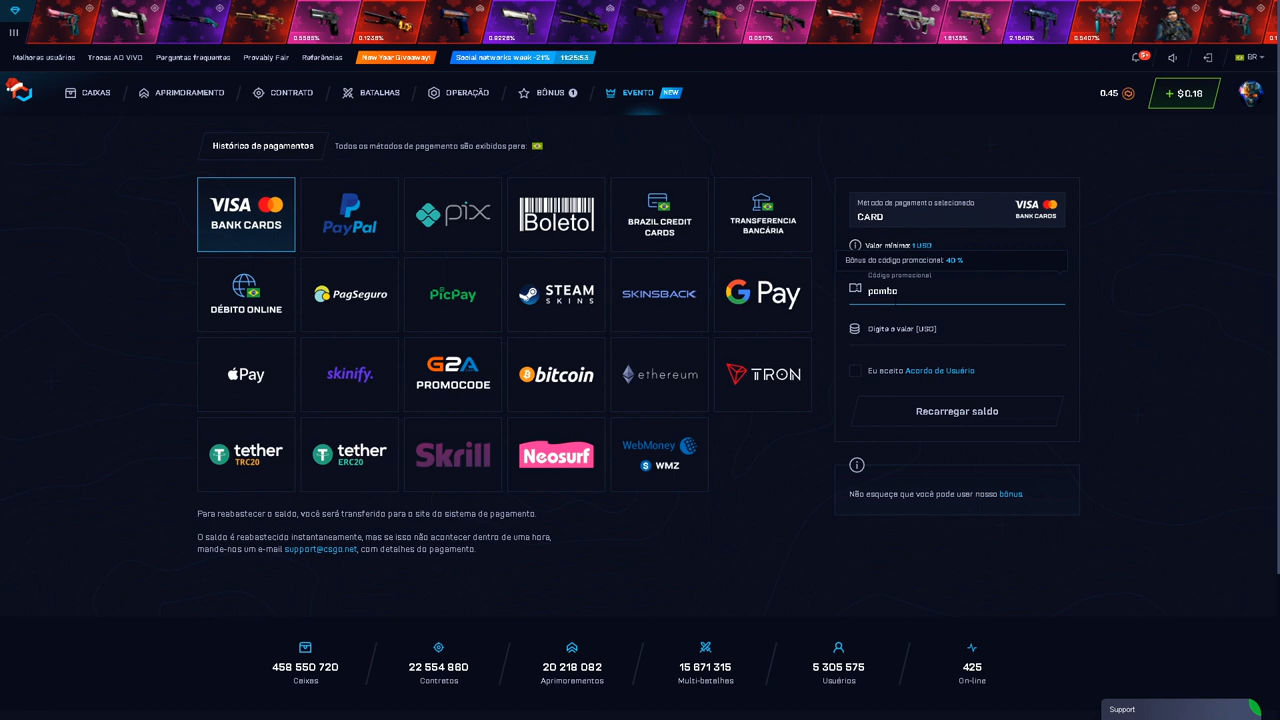 0.5585%
0.1238%
0.8226%
0.0317%
1.8135%
2.1648%
0.5407%
Melhores usuários
Trocas AO VIVO
Perguntas frequentes
Provably Fair
Referências
New Year Giveaway!
Social networks week -21% 11:25:53
5+
BR
CAIXAS
APRIMORAMENTO
CONTRATO
BATALHAS
OPERAÇÃO
BÔNUS 1
EVENTO NEW
0.45
+ $0.18
Histórico de pagamentos
Todos os métodos de pagamento são exibidos para:
VISA
BANK CARDS
PayPal
pix
Boleto
BRAZIL CREDIT
CARDS
TRANSFERENCIA
BANCÁRIA
DÉBITO ONLINE
PagSeguro
PicPay
STEAM
SKINS
SKINSBACK
G Pay
Pay
skinify.
G2A
PROMOCODE
bitcoin
ethereum
TRON
tether
TRC20
tether
ERC20
Skrill
Neosurf
WebMoney
WMZ
Para reabastecer o saldo, você será transferido para o site do sistema de pagamento.
O saldo é reabastecido instantaneamente, mas se isso não acontecer dentro de uma hora,
mande-nos um e-mail support@csgo.net, com detalhes do pagamento.
Método de pagamento selecionado
CARD
VISA
BANK CARDS
Valor mínimo: 1 USD
Bônus do código promocional: 40 %
Código promocional
pombo
Digite o valor [USD]
Eu aceito Acordo de Usuário
Recarregar saldo
Não esqueça que você pode usar nosso bônus.
458 550 720
Caixas
22 554 860
Contratos
20 218 082
Aprimoramentos
15 871 315
Multi-batalhas
5 305 575
Usuários
425
On-line
Support